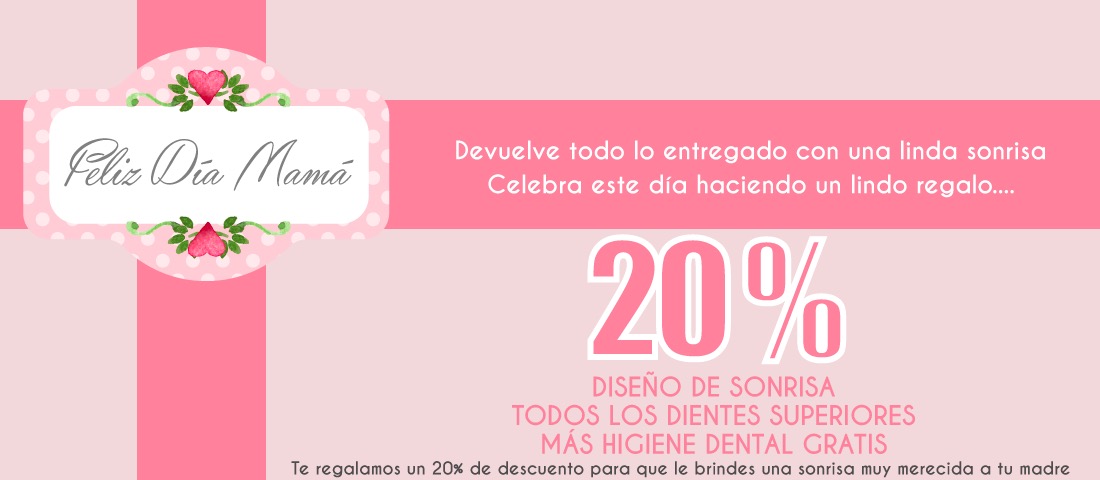 Feliz Día Mamá
Devuelve todo lo entregado con una linda sonrisa
Celebra este día haciendo un lindo regalo....
20%
DISEÑO DE SONRISA
TODOS LOS DIENTES SUPERIORES
MÁS HIGIENE DENTAL GRATIS
Te regalamos un 20% de descuento para que le brindes una sonrisa muy merecida a tu madre